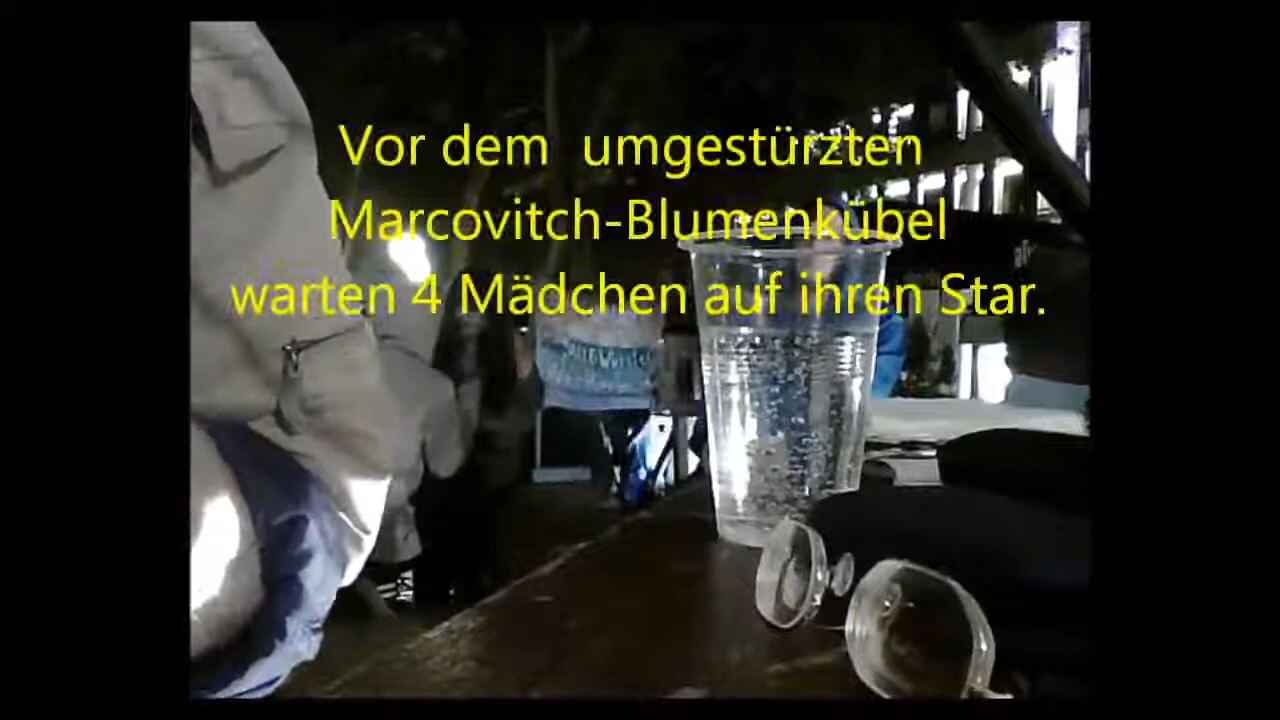 Vor dem  umgestürzten
Marcovitch-Blumenkübel
warten 4 Mädchen auf ihren Star.